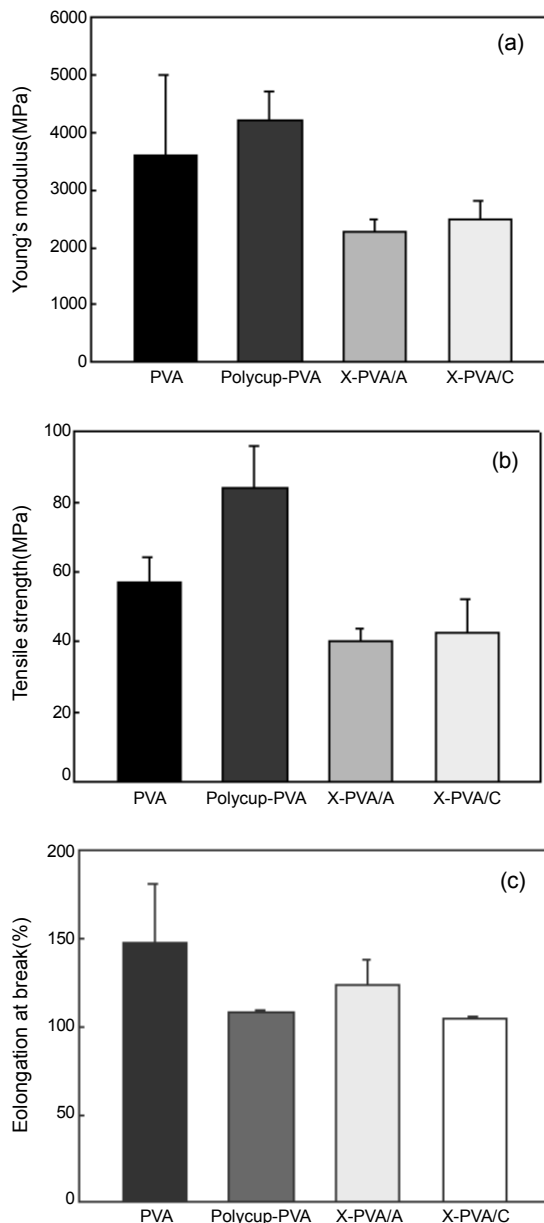 6000
(a)
5000
4000
3000
2000
1000
0
Young's modulus(MPa)
PVA Polycup-PVA X-PVA/A X-PVA/C
100
(b)
80
60
40
20
0
Tensile strength(MPa)
PVA Polycup-PVA X-PVA/A X-PVA/C
200
(c)
150
100
50
0
Eolongation at break(%)
PVA Polycup-PVA X-PVA/A X-PVA/C